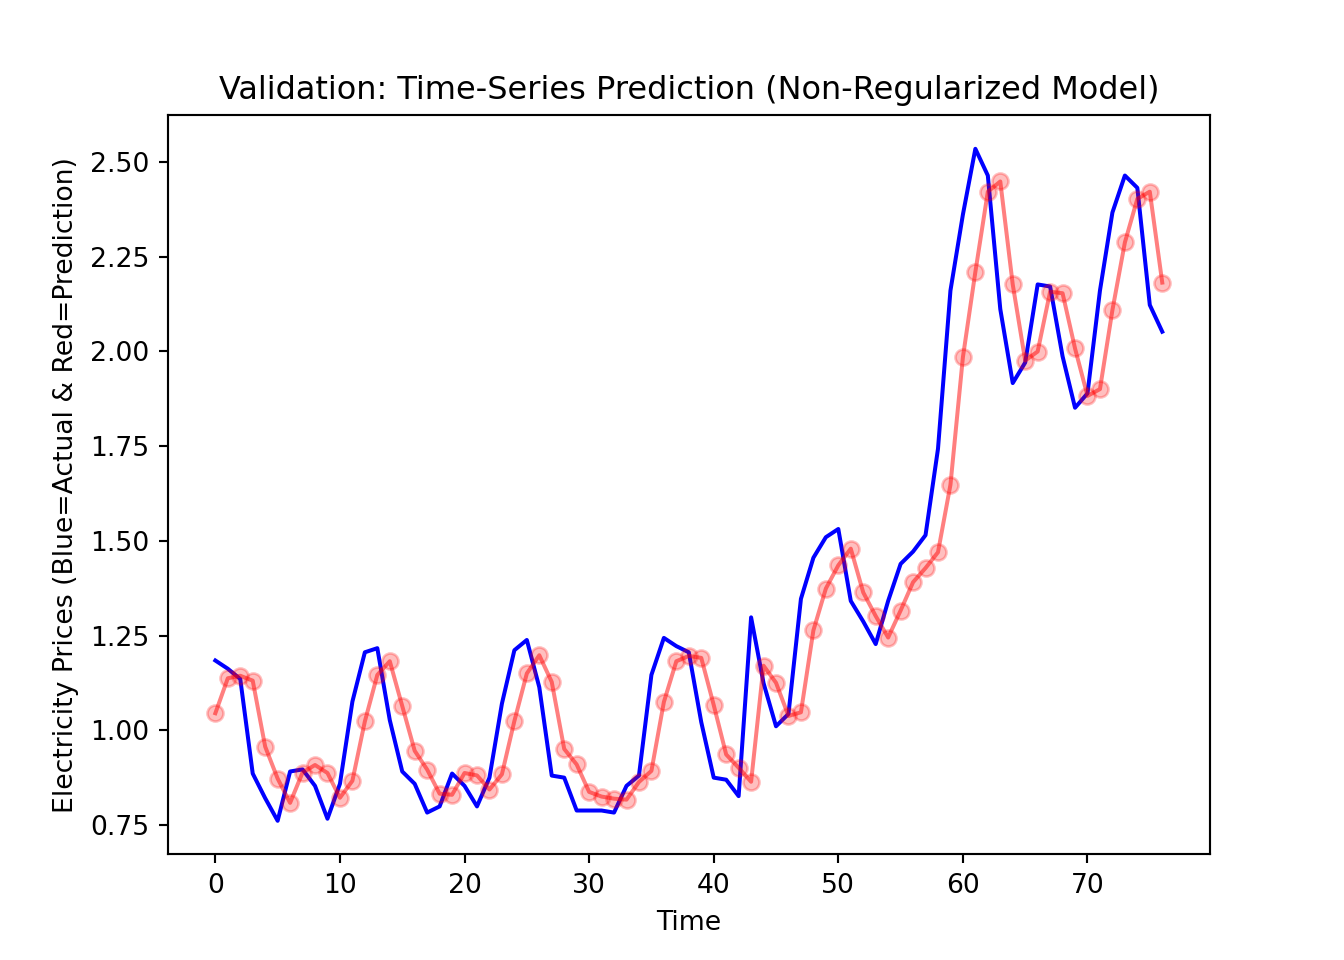 Validation: Time-Series Prediction (Non-Regularized Model)
Electricity Prices (Blue=Actual & Red=Prediction)
2.50
2.25
2.00
1.75
1.50
1.25
1.00
0.75
0 10 20 30 40 50 60 70
Time